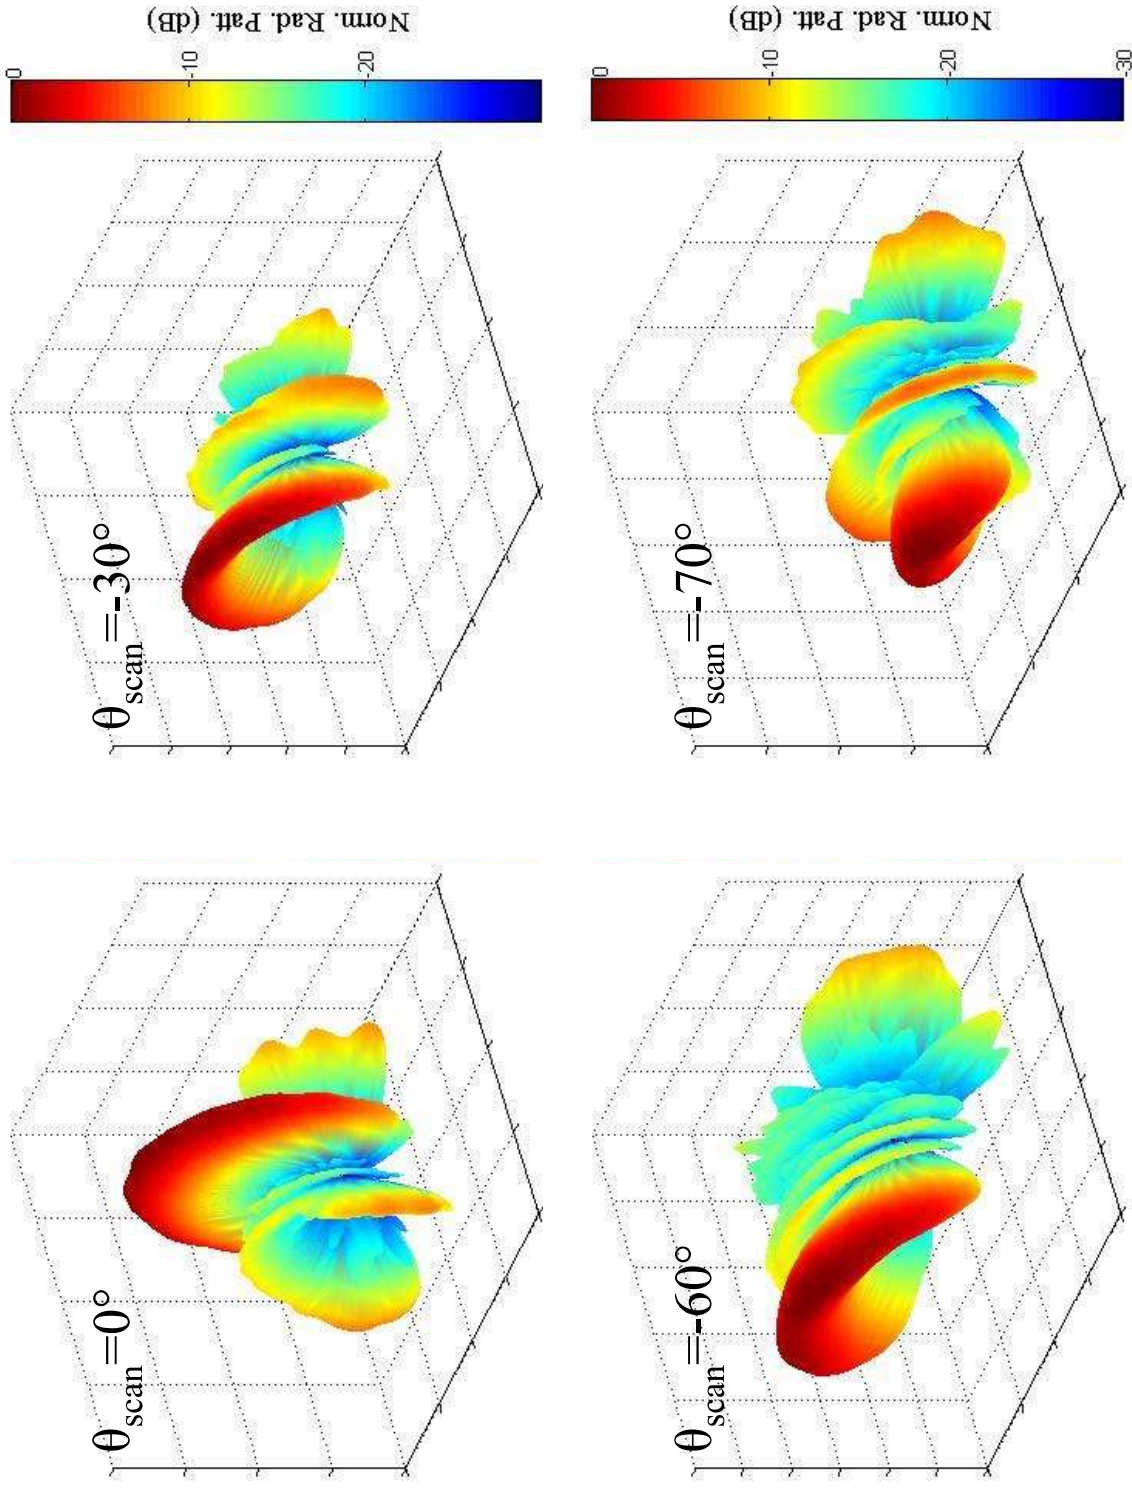 θscan=0°
θscan=-30°
0
-10
-20
Norm. Rad. Patt. (dB)
θscan=-60°
θscan=-70°
0
-10
-20
-30
Norm. Rad. Patt. (dB)